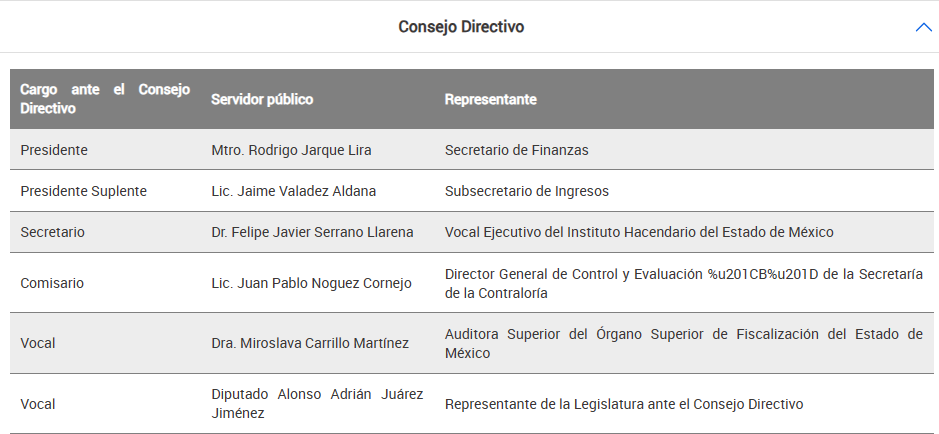 Consejo Directivo
Cargo ante el Consejo
Directivo
Servidor público
Representante
Presidente
Mtro. Rodrigo Jarque Lira
Secretario de Finanzas
Presidente Suplente
Lic. Jaime Valadez Aldana
Subsecretario de Ingresos
Secretario
Dr. Felipe Javier Serrano Llarena
Vocal Ejecutivo del Instituto Hacendario del Estado de México
Comisario
Lic. Juan Pablo Noguez Cornejo
Director General de Control y Evaluación %u201CB%u201D de la Secretaría
de la Contraloría
Vocal
Dra. Miroslava Carrillo Martínez
Auditora Superior del Órgano Superior de Fiscalización del Estado de
México
Vocal
Diputado Alonso Adrián Juárez
Jiménez
Representante de la Legislatura ante el Consejo Directivo